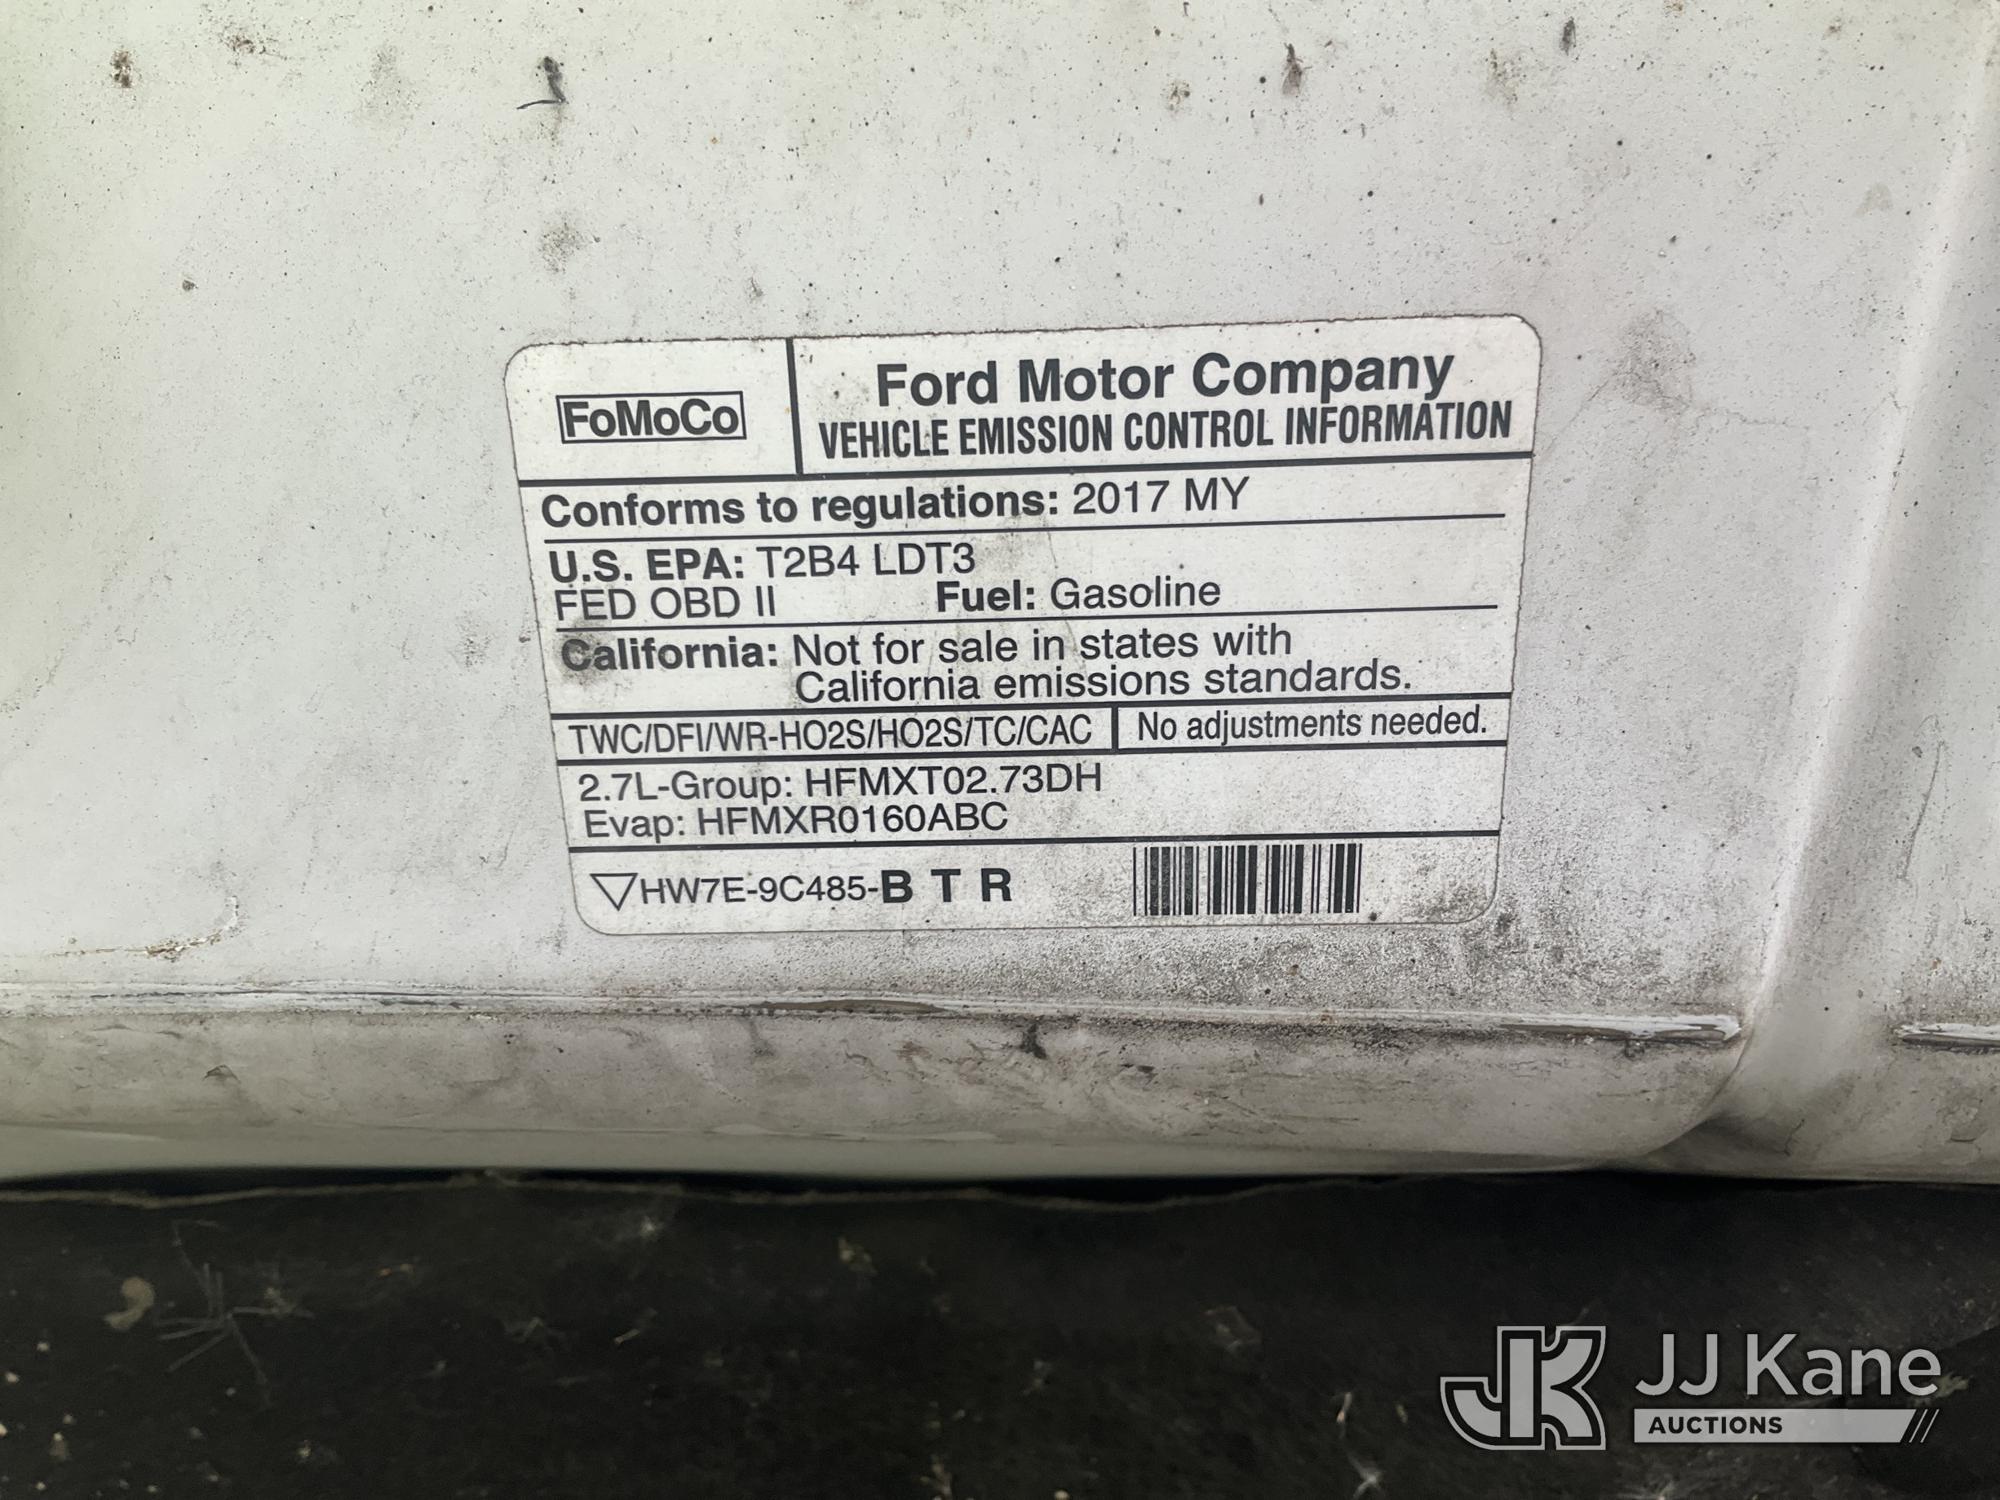 FoMoCo
Ford Motor Company
VEHICLE EMISSION CONTROL INFORMATION
Conforms to regulations: 2017 MY
U.S. EPA: T2B4 LDT3
FED OBD II Fuel: Gasoline
California: Not for sale in states with
California emissions standards.
TWC/DFI/WR-HO2S/HO2S/TC/CAC No adjustments needed.
2.7L-Group: HFMXT02.73DH
Evap: HFMXR0160ABC
HW7E-9C485-B T R
JK JJ Kane
AUCTIONS